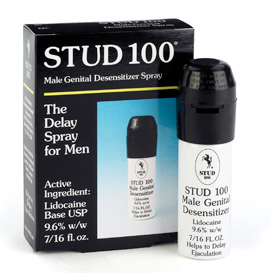 STUD 100®
Male Genital Desensitizer Spray
The
Delay
Spray
for Men
Active
Ingredient:
Lidocaine
Base USP
9.6% w/w
7/16 fl. oz.
STUD
100
STUD 100
Male Genital
Desensitizer
Lidocaine
9.6% w/w
7/16 FL.OZ.
Helps to Delay
Ejaculation